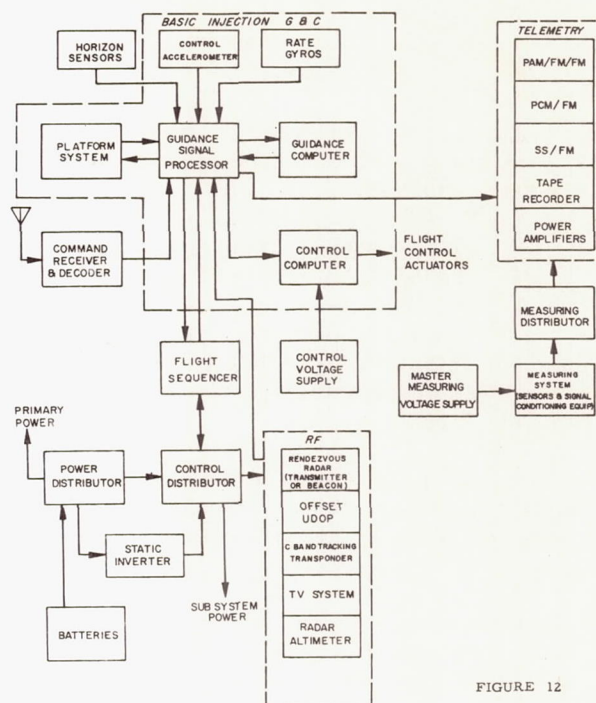 BASIC INJECTION G & C
HORIZON
SENSORS
CONTROL
ACCELEROMETER
RATE
GYROS
PLATFORM
SYSTEM
GUIDANCE
SIGNAL
PROCESSOR
GUIDANCE
COMPUTER
COMMAND
RECEIVER
& DECODER
CONTROL
COMPUTER
FLIGHT
CONTROL
ACTUATORS
TELEMETRY
PAM/FM/FM
PCM/FM
SS/FM
TAPE
RECORDER
POWER
AMPLIFIERS
MEASURING
DISTRIBUTOR
FLIGHT
SEQUENCER
CONTROL
VOLTAGE
SUPPLY
MASTER
MEASURING
VOLTAGE SUPPLY
MEASURING
SYSTEM
(SENSORS & SIGNAL
CONDITIONING EQUIP)
PRIMARY
POWER
POWER
DISTRIBUTOR
CONTROL
DISTRIBUTOR
STATIC
INVERTER
BATTERIES
SUB SYSTEM
POWER
RF
RENDEZVOUS
RADAR
(TRANSMITTER
OR BEACON)
OFFSET
UDOP
C BAND TRACKING
TRANSPONDER
TV SYSTEM
RADAR
ALTIMETER
FIGURE 12